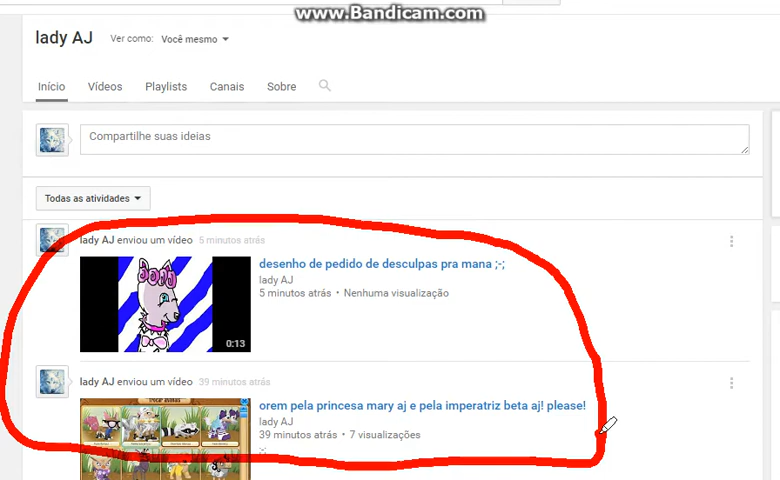 www.Bandicam.com
lady AJ Ver como: Você mesmo
Início Vídeos Playlists Canais Sobre
Compartilhe suas ideias
Todas as atividades
lady AJ enviou um vídeo 5 minutos atrás
desenho de pedido de desculpas pra mana ;-;
lady AJ
5 minutos atrás • Nenhuma visualização
0:13
lady AJ enviou um vídeo 39 minutos atrás
orem pela princesa mary aj e pela imperatriz beta aj! please!
lady AJ
39 minutos atrás • 7 visualizações
;-;